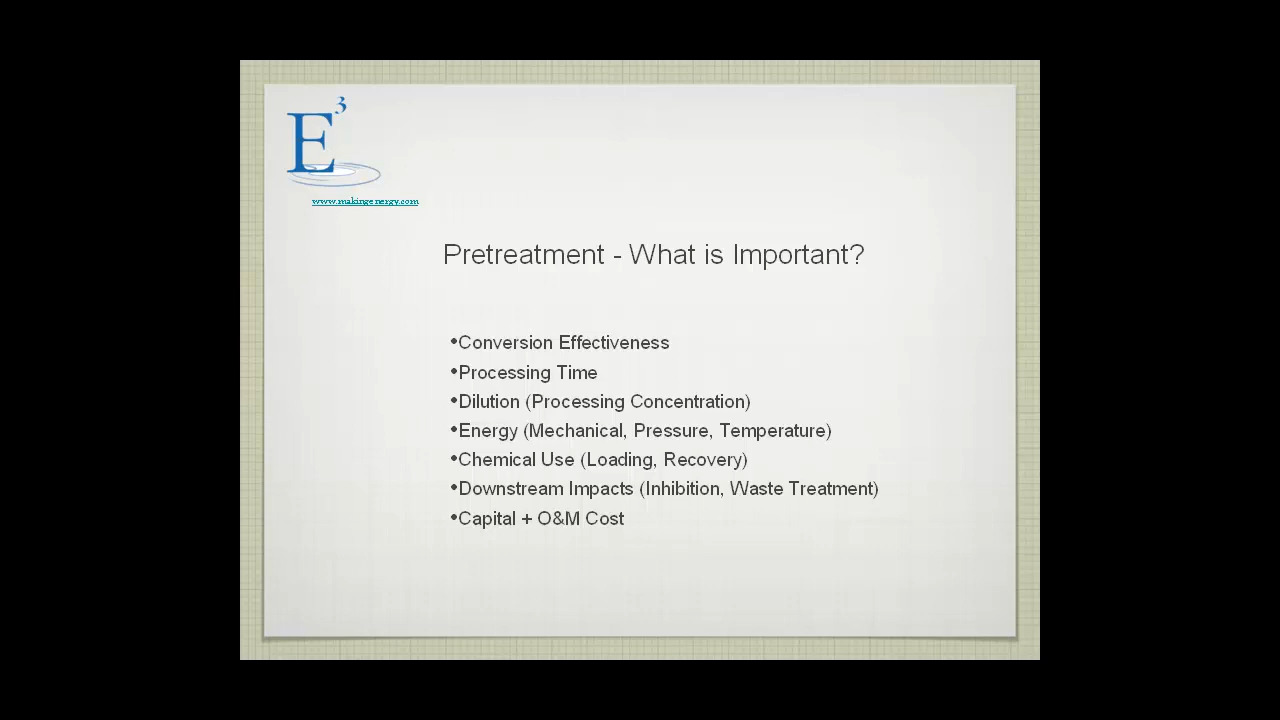 E3
www.makingenergy.com
Pretreatment - What is Important?
•Conversion Effectiveness
•Processing Time
•Dilution (Processing Concentration)
•Energy (Mechanical, Pressure, Temperature)
•Chemical Use (Loading, Recovery)
•Downstream Impacts (Inhibition, Waste Treatment)
•Capital + O&M Cost